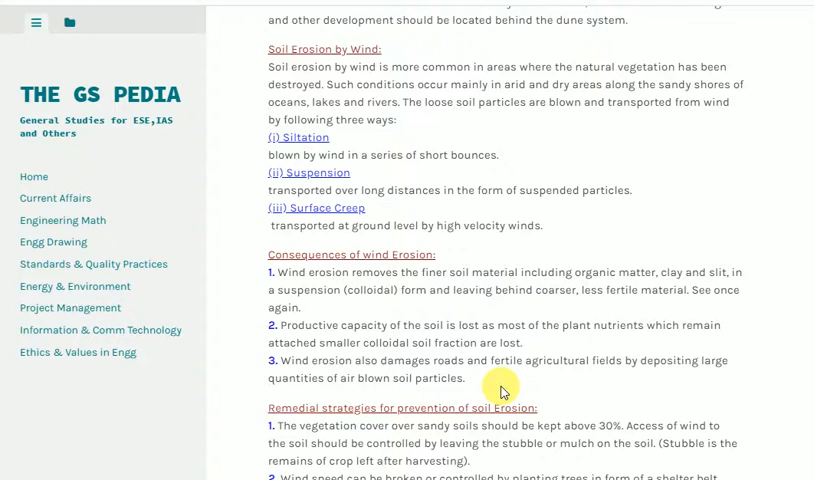 and other development should be located behind the dune system.
THE GS PEDIA
General Studies for ESE,IAS
and Others
Home
Current Affairs
Engineering Math
Engg Drawing
Standards & Quality Practices
Energy & Environment
Project Management
Information & Comm Technology
Ethics & Values in Engg
Soil Erosion by Wind:
Soil erosion by wind is more common in areas where the natural vegetation has been
destroyed. Such conditions occur mainly in arid and dry areas along the sandy shores of
oceans, lakes and rivers. The loose soil particles are blown and transported from wind
by following three ways:
(i) Siltation
blown by wind in a series of short bounces.
(ii) Suspension
transported over long distances in the form of suspended particles.
(iii) Surface Creep
transported at ground level by high velocity winds.
Consequences of wind Erosion:
1. Wind erosion removes the finer soil material including organic matter, clay and slit, in
a suspension (colloidal) form and leaving behind coarser, less fertile material. See once
again.
2. Productive capacity of the soil is lost as most of the plant nutrients which remain
attached smaller colloidal soil fraction are lost.
3. Wind erosion also damages roads and fertile agricultural fields by depositing large
quantities of air blown soil particles.
Remedial strategies for prevention of soil Erosion:
1. The vegetation cover over sandy soils should be kept above 30%. Access of wind to
the soil should be controlled by leaving the stubble or mulch on the soil. (Stubble is the
remains of crop left after harvesting).
2. Wind speed can be broken or controlled by planting trees in form of a shelter belt